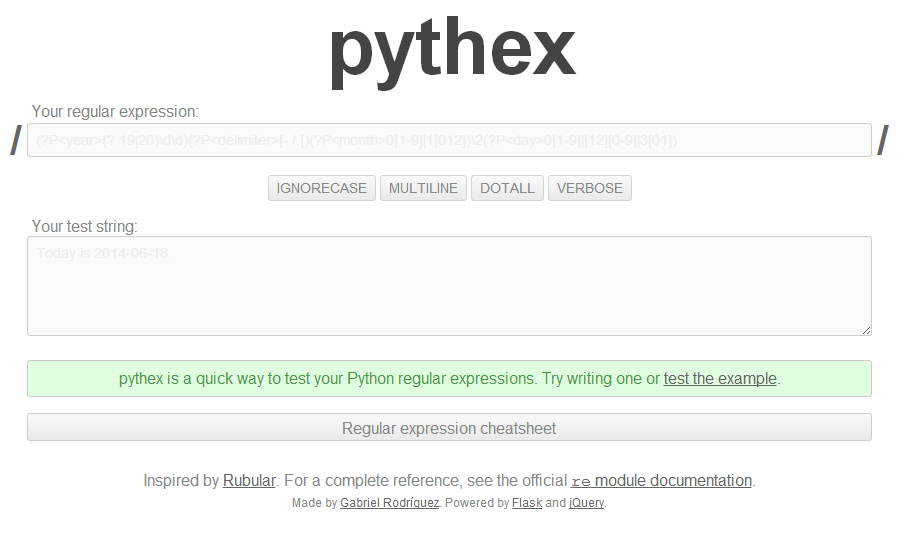 pythex
Your regular expression:
/ (?P<year>(?:19|20)\d\d)(?P<delimiter>[- /.])(?P<month>0[1-9]|1[012])\2(?P<day>0[1-9]|[12][0-9]|3[01]) /
IGNORECASE MULTILINE DOTALL VERBOSE
Your test string:
Today is 2014-06-18.
pythex is a quick way to test your Python regular expressions. Try writing one or test the example.
Regular expression cheatsheet
Inspired by Rubular. For a complete reference, see the official re module documentation.
Made by Gabriel Rodríguez. Powered by Flask and jQuery.